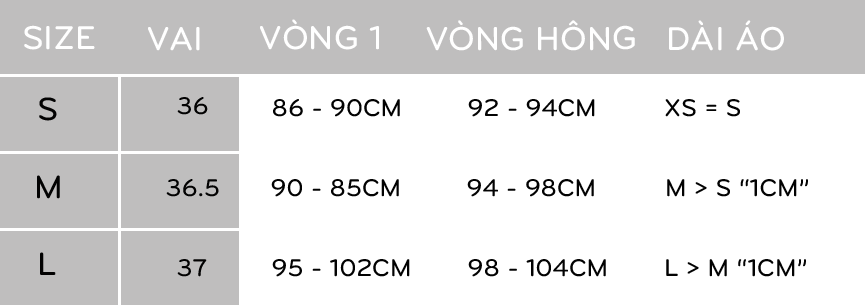 SIZE VAI VÒNG 1 VÒNG HÔNG DÀI ÁO
S 36 86 - 90CM 92 - 94CM XS = S
M 36.5 90 - 85CM 94 - 98CM M > S "1CM"
L 37 95 - 102CM 98 - 104CM L > M "1CM"